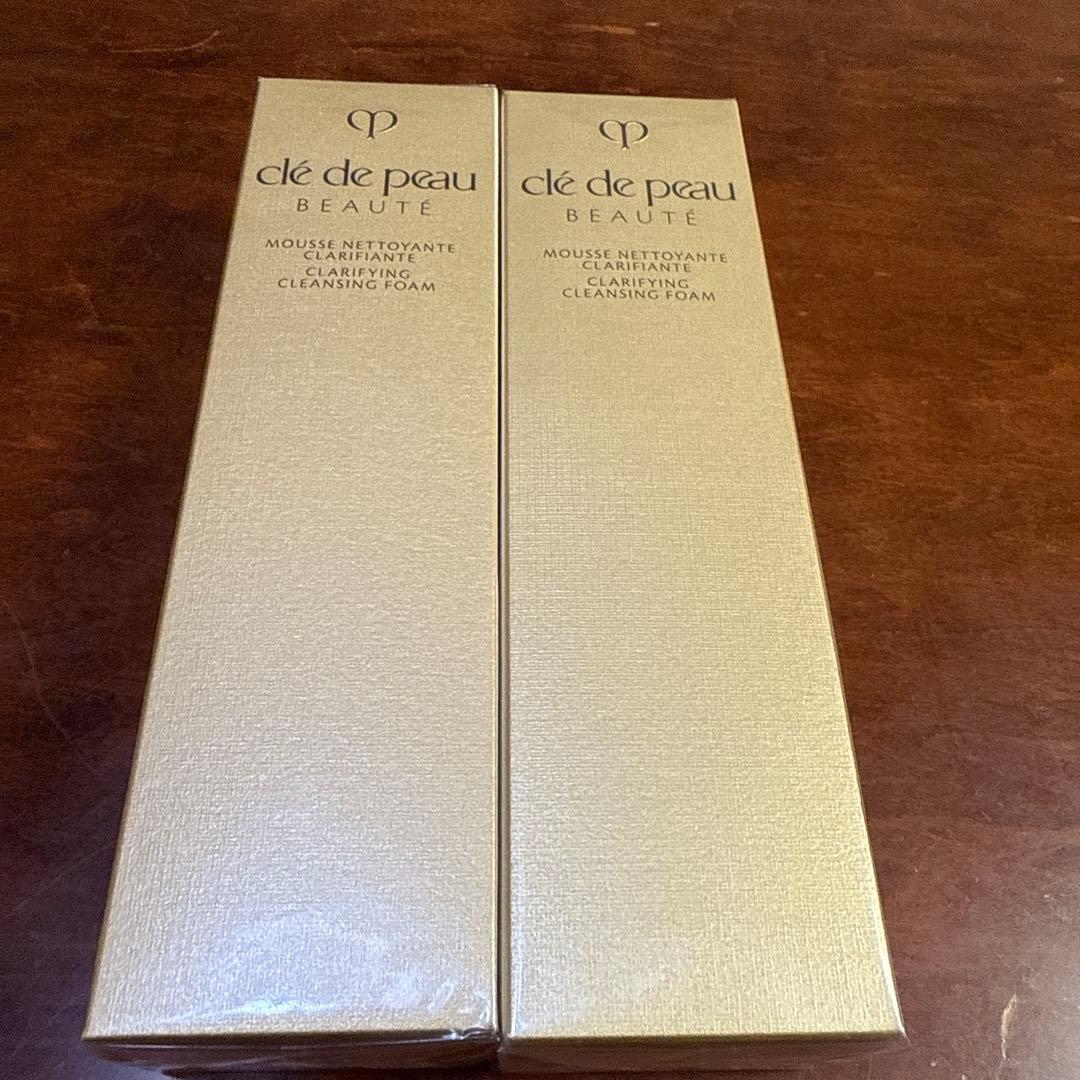 clé de peau
BEAUTÉ
MOUSSE NETTOYANTE
CLARIFIANTE
CLARIFYING
CLEANSING FOAM
clé de peau
BEAUTÉ
MOUSSE NETTOYANTE
CLARIFIANTE
CLARIFYING
CLEANSING FOAM